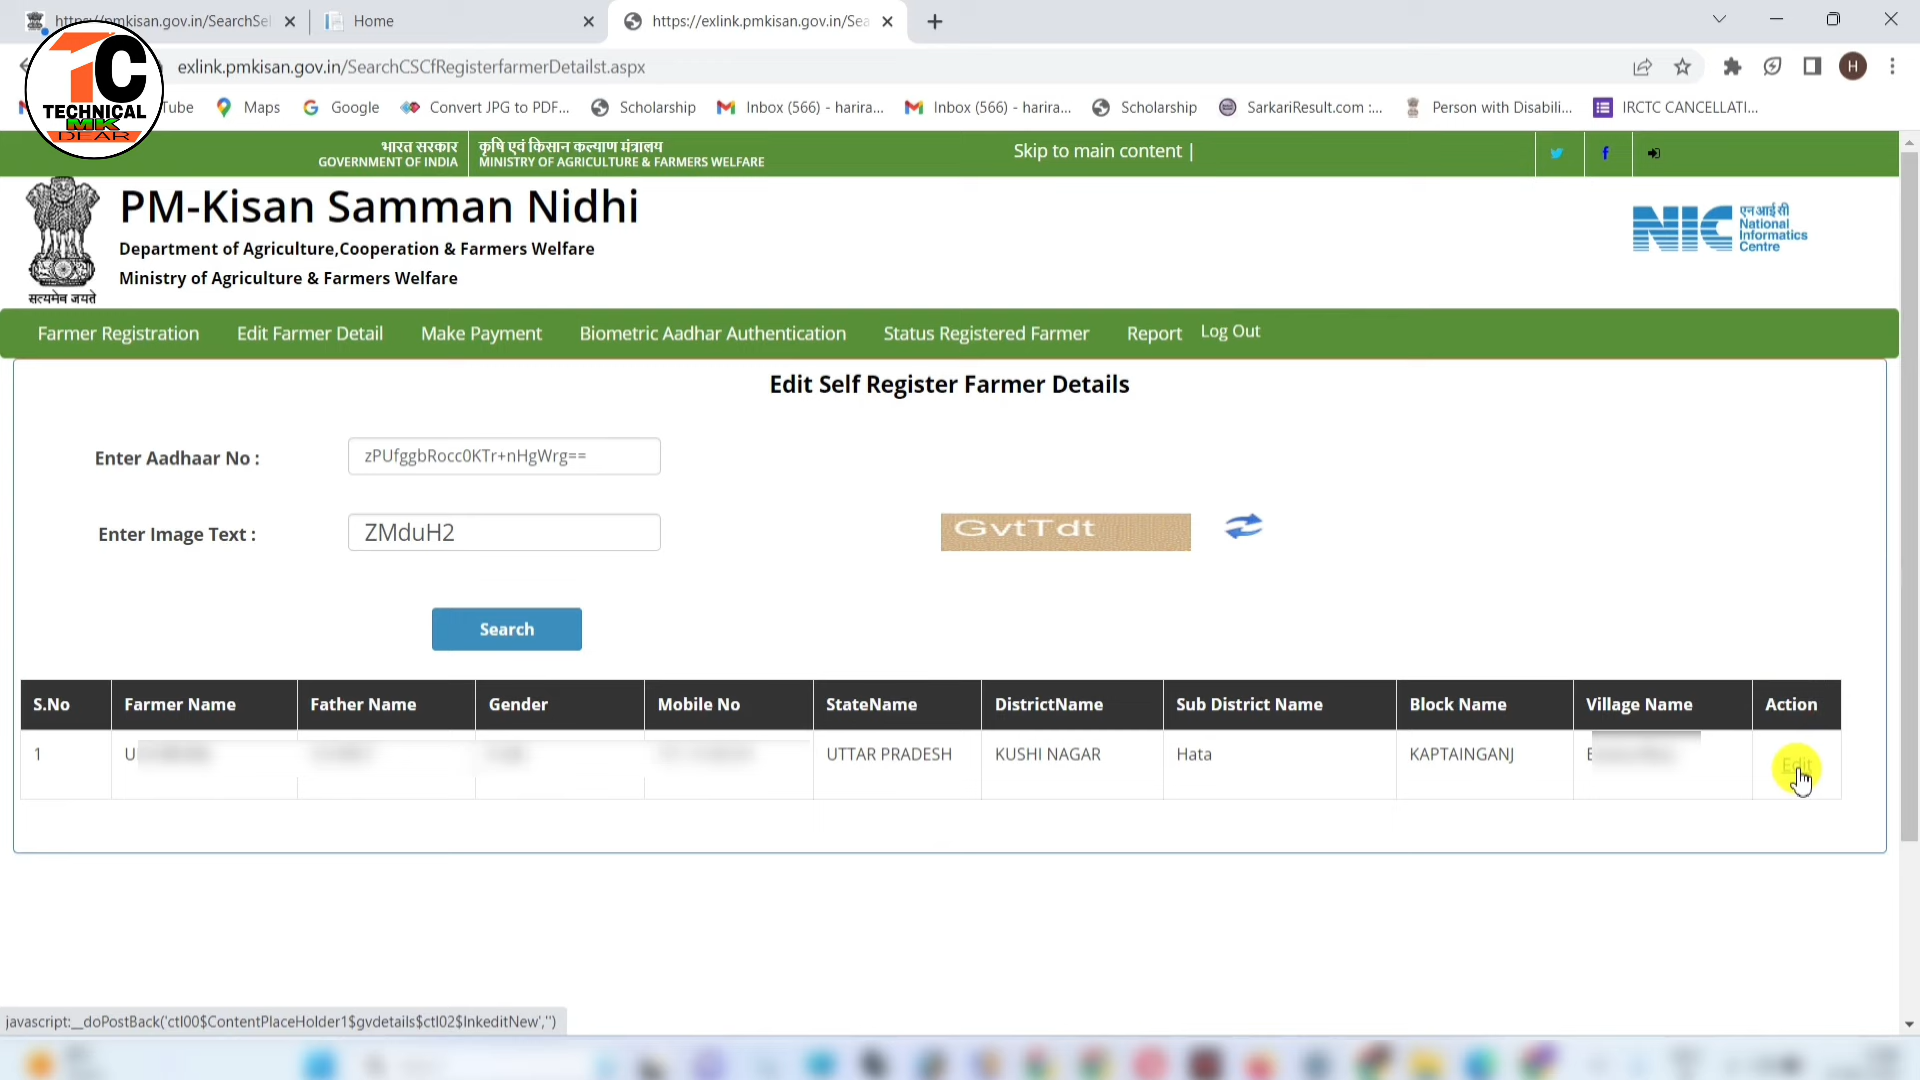 https://pmkisan.gov.in/SearchSel
Home
https://exlink.pmkisan.gov.in/Sea
exlink.pmkisan.gov.in/SearchCSCfRegisterfarmerDetailst.aspx
H
TC
TECHNICAL
MK
DEAR
Tube
Maps
Google
Convert JPG to PDF...
Scholarship
Inbox (566) - harira...
Inbox (566) - harira...
Scholarship
SarkariResult.com :...
Person with Disabili...
IRCTC CANCELLATI...
भारत सरकार
GOVERNMENT OF INDIA
कृषि एवं किसान कल्याण मंत्रालय
MINISTRY OF AGRICULTURE & FARMERS WELFARE
Skip to main content |
PM-Kisan Samman Nidhi
Department of Agriculture,Cooperation & Farmers Welfare
Ministry of Agriculture & Farmers Welfare
सत्यमेव जयते
NIC
एन आई सी
National
Informatics
Centre
Farmer Registration Edit Farmer Detail Make Payment Biometric Aadhar Authentication Status Registered Farmer Report Log Out
Edit Self Register Farmer Details
Enter Aadhaar No : zPUfggbRocc0KTr+nHgWrg==
Enter Image Text : ZMduH2 GvtTdt
Search
S.No Farmer Name Father Name Gender Mobile No StateName DistrictName Sub District Name Block Name Village Name Action
1 U UTTAR PRADESH KUSHI NAGAR Hata KAPTAINGANJ Edit
javascript:__doPostBack('ctl00$ContentPlaceHolder1$gvdetails$ctl02$lnkeditNew','')